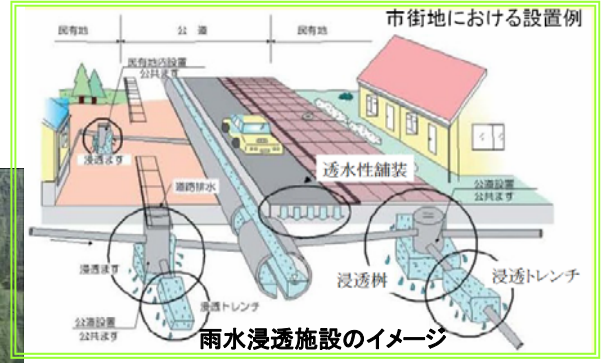 市街地における設置例
民有地
公道
民有地
民有地内設置
公共ます
浸透ます
道路排水
透水性舗装
公道設置
公共ます
浸透ます
浸透トレンチ
浸透桝
浸透トレンチ
公道設置
公共ます
雨水浸透施設のイメージ